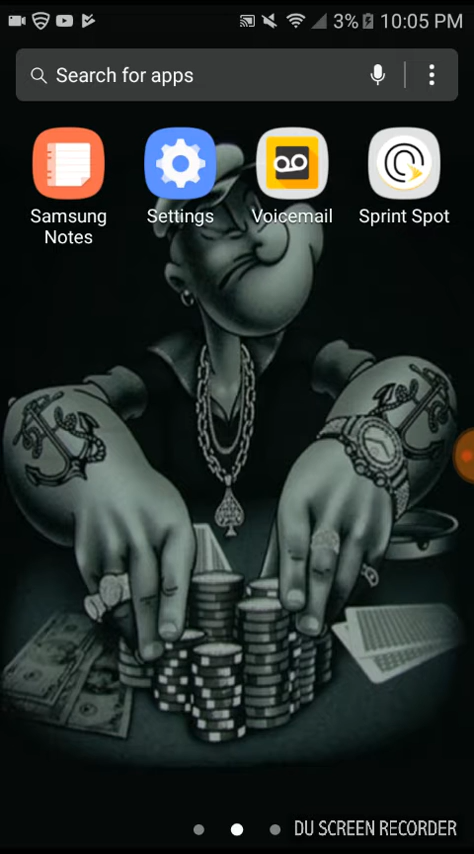 3% 10:05 PM
Search for apps
Samsung Notes
Settings
Voicemail
Sprint Spot
DU SCREEN RECORDER